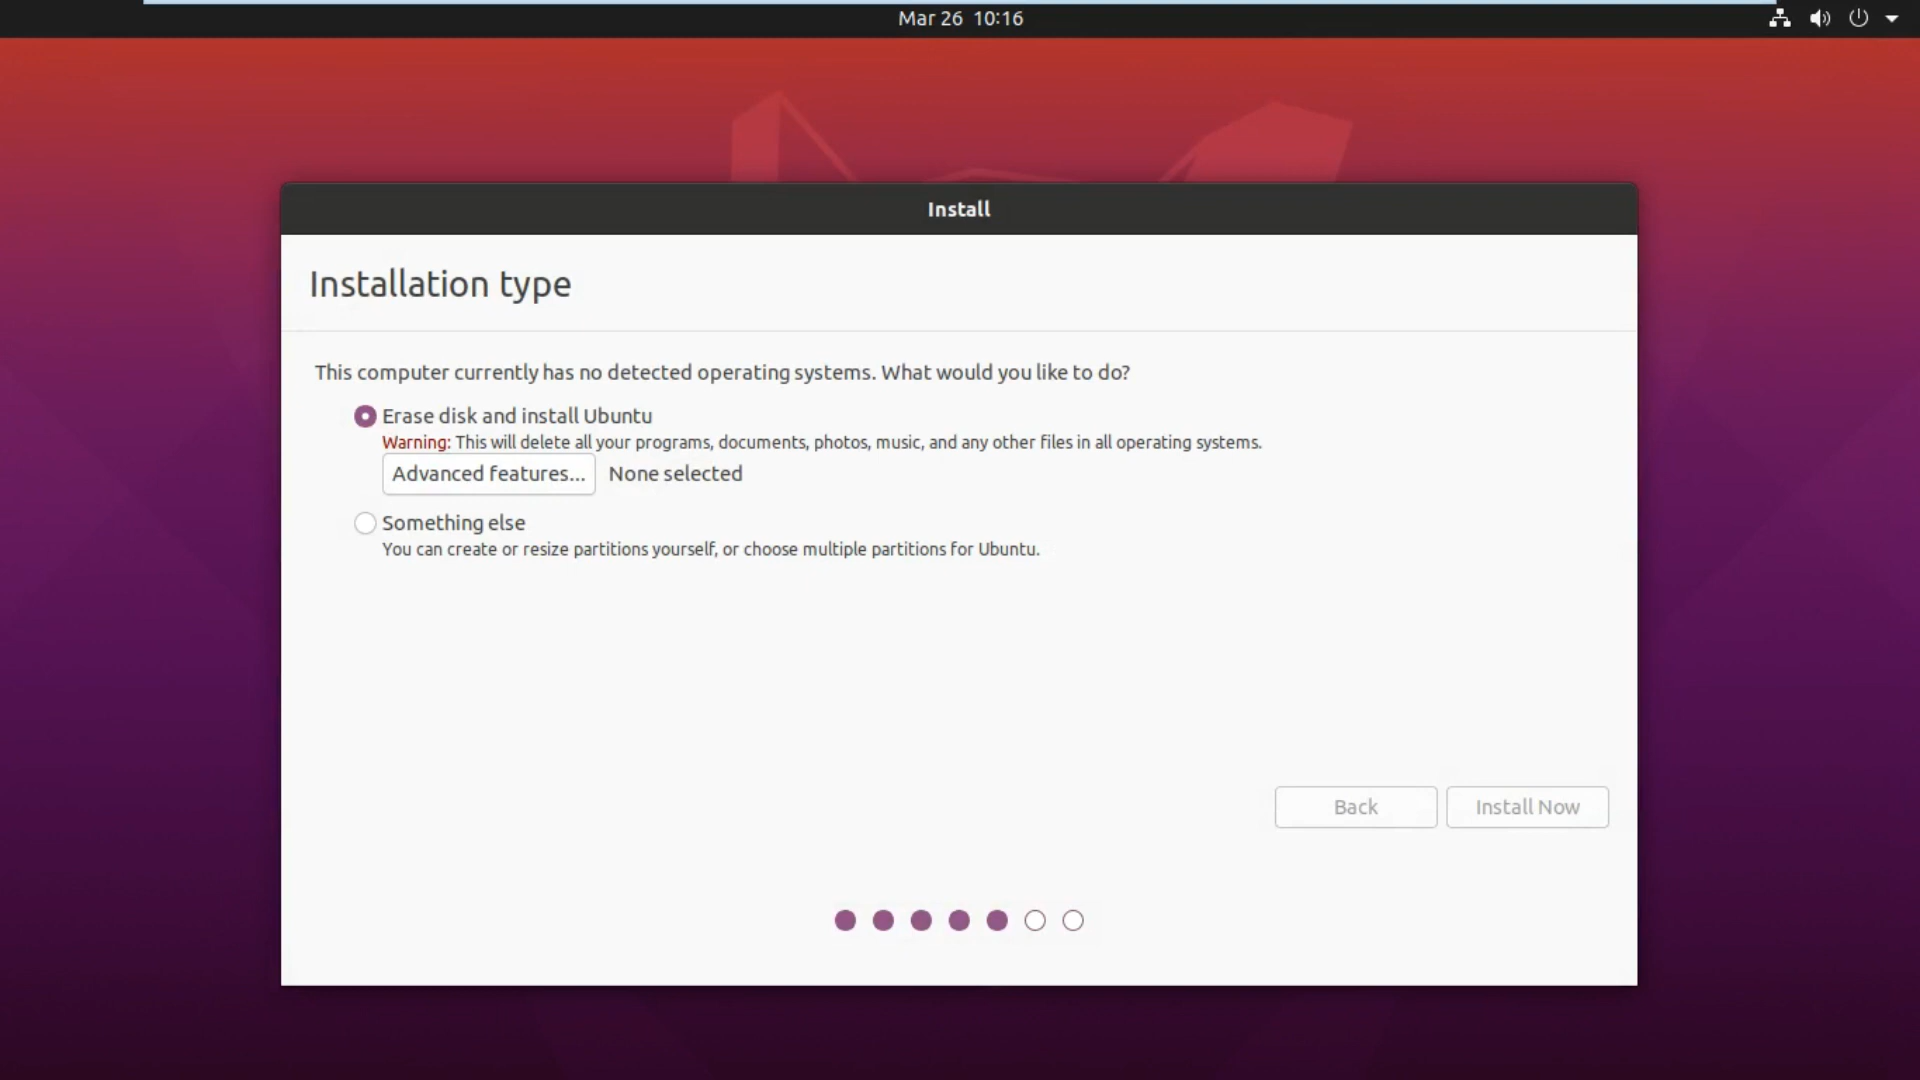 Mar 26 10:16
Install
Installation type
This computer currently has no detected operating systems. What would you like to do?
Erase disk and install Ubuntu
Warning: This will delete all your programs, documents, photos, music, and any other files in all operating systems.
Advanced features... None selected
Something else
You can create or resize partitions yourself, or choose multiple partitions for Ubuntu.
Back Install Now